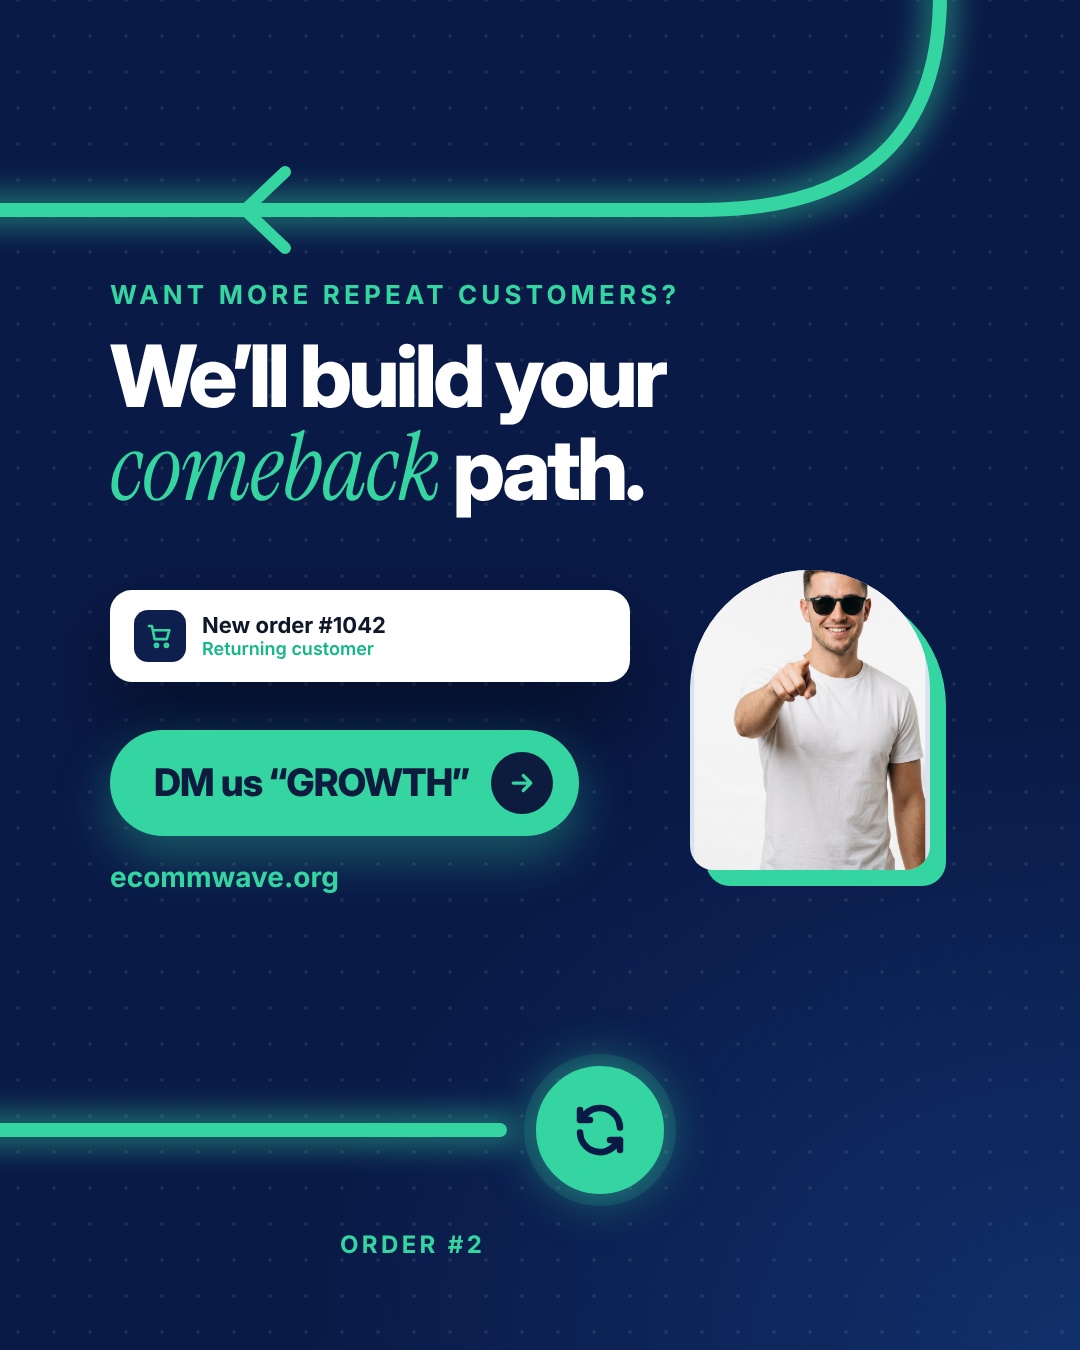 WANT MORE REPEAT CUSTOMERS?
We’ll build your
comeback path.
New order #1042
Returning customer
DM us “GROWTH”
ecommwave.org
ORDER #2